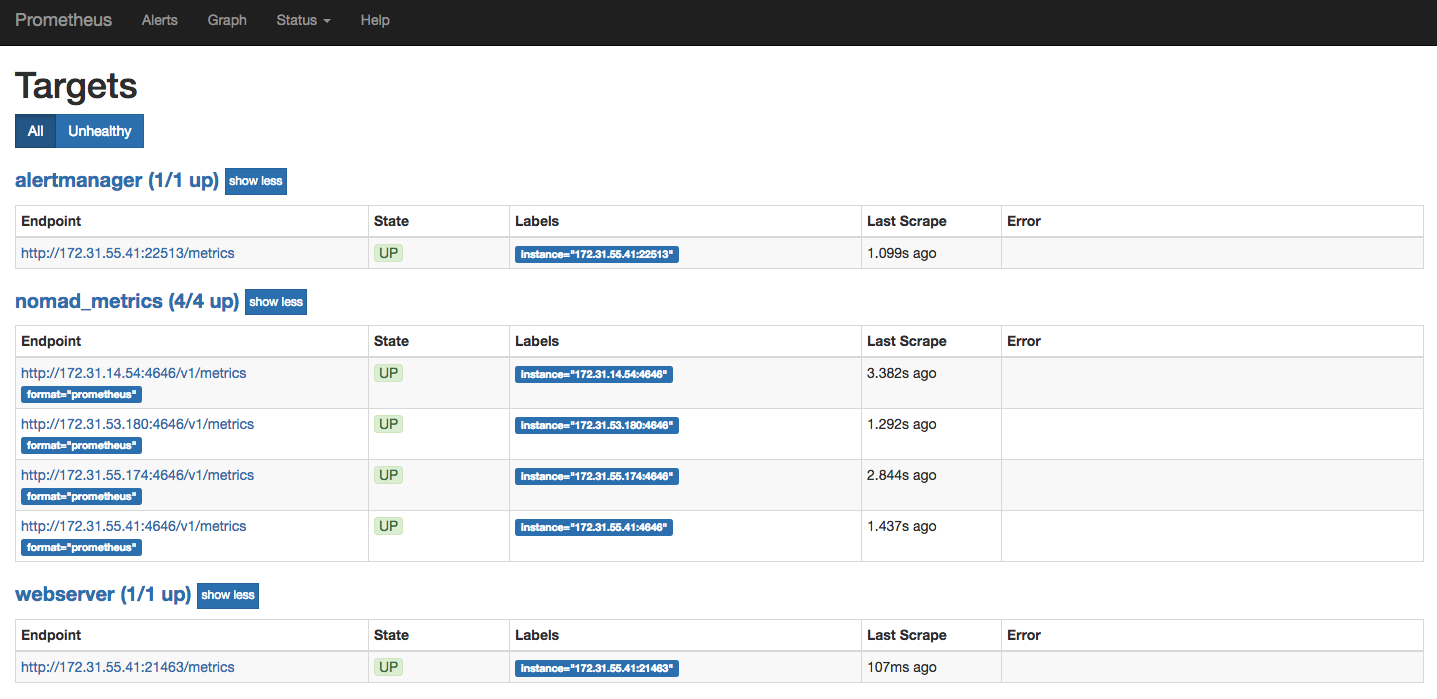 Prometheus Alerts Graph Status Help
Targets
All Unhealthy
alertmanager (1/1 up) show less
Endpoint State Labels Last Scrape Error
http://172.31.55.41:22513/metrics UP instance="172.31.55.41:22513" 1.099s ago
nomad_metrics (4/4 up) show less
Endpoint State Labels Last Scrape Error
http://172.31.14.54:4646/v1/metrics UP instance="172.31.14.54:4646" 3.382s ago
format="prometheus"
http://172.31.53.180:4646/v1/metrics UP instance="172.31.53.180:4646" 1.292s ago
format="prometheus"
http://172.31.55.174:4646/v1/metrics UP instance="172.31.55.174:4646" 2.844s ago
format="prometheus"
http://172.31.55.41:4646/v1/metrics UP instance="172.31.55.41:4646" 1.437s ago
format="prometheus"
webserver (1/1 up) show less
Endpoint State Labels Last Scrape Error
http://172.31.55.41:21463/metrics UP instance="172.31.55.41:21463" 107ms ago